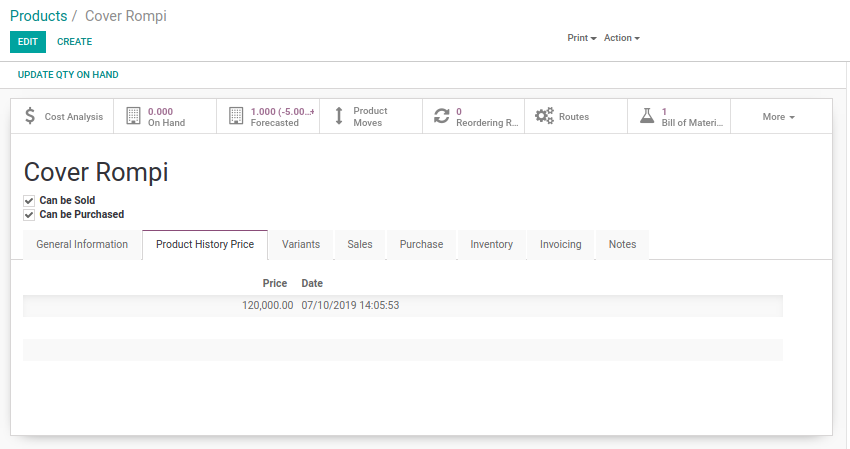 Products / Cover Rompi
EDIT CREATE Print Action
UPDATE QTY ON HAND
Cost Analysis
0.000
On Hand
1.000 (-5.00...+
Forecasted
Product
Moves
0
Reordering R...
Routes
1
Bill of Materi...
More
Cover Rompi
Can be Sold
Can be Purchased
General Information Product History Price Variants Sales Purchase Inventory Invoicing Notes
Price Date
120,000.00 07/10/2019 14:05:53